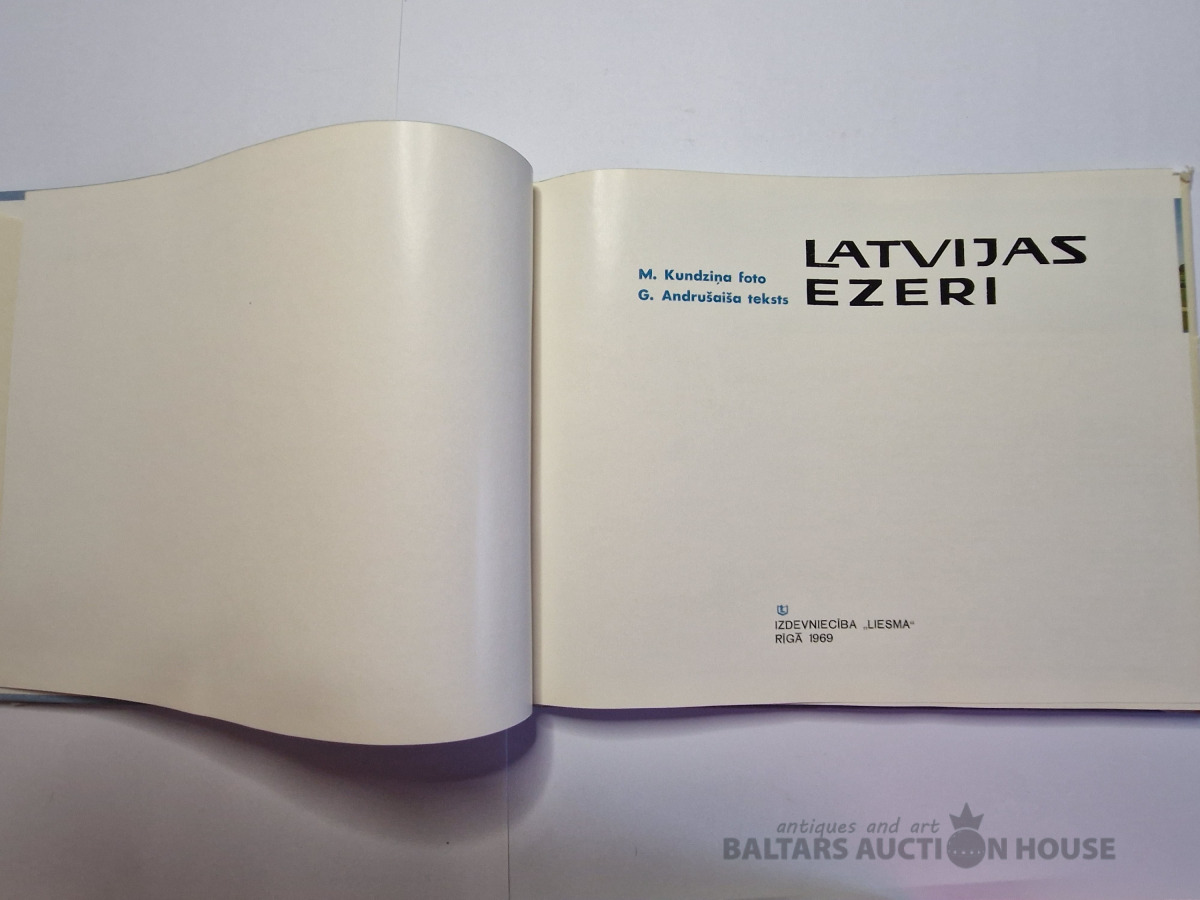 M. Kundziņa foto
G. Andrušaiša teksts
LATVIJAS
EZERI
IZDEVNIECĪBA „LIESMA“
RĪGĀ 1969
antiques and art
BALTARS AUCTION HOUSE